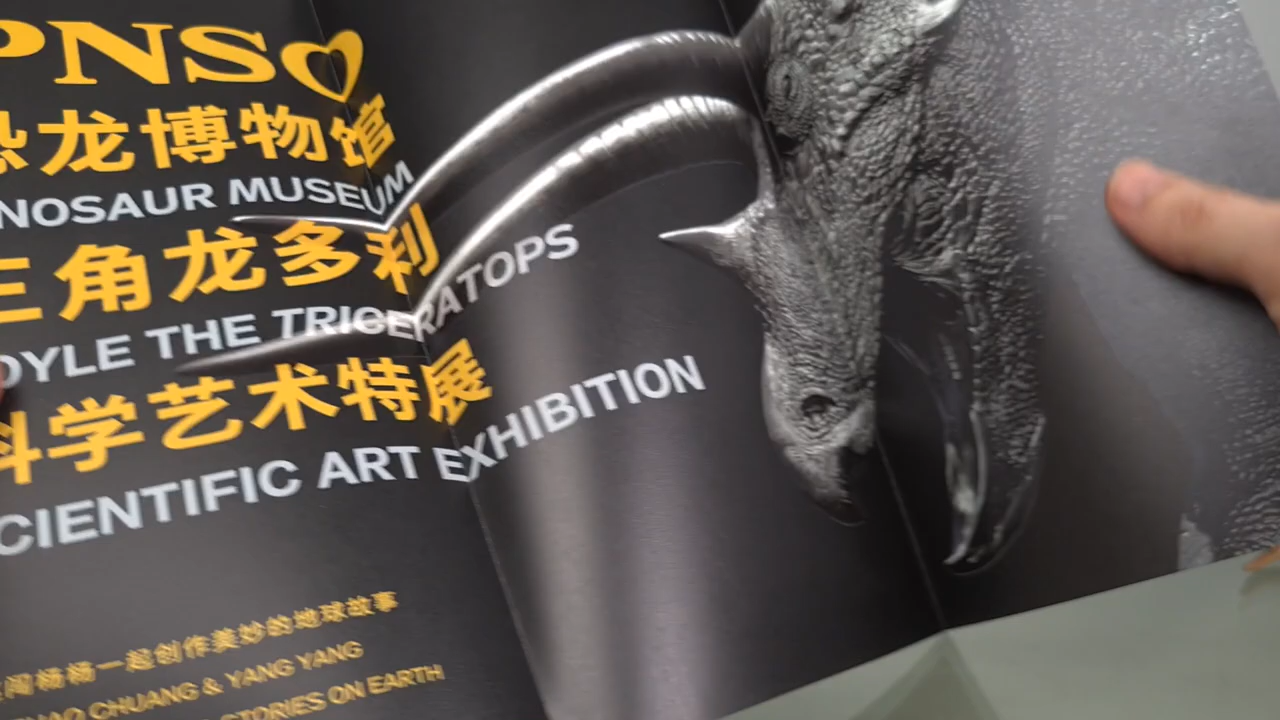 PNSO
恐龙博物馆
NOSAUR MUSEUM
三角龙多利
OYLE THE TRICERATOPS
科学艺术特展
CIENTIFIC ART EXHIBITION
杨杨一起创作美妙的地球故事
CHUANG & YANG YANG
STORIES ON EARTH